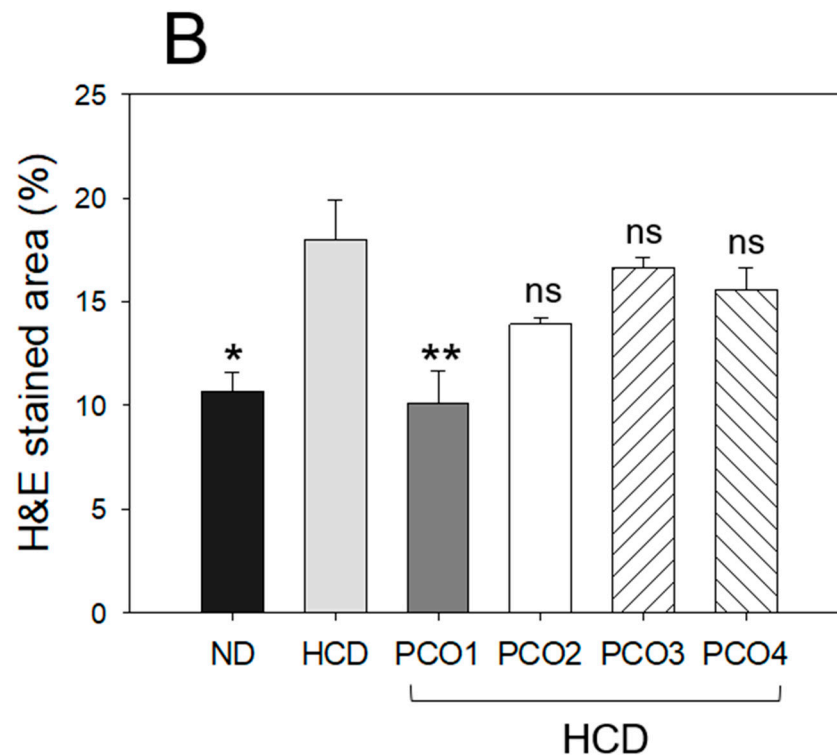 B
H&E stained area (%)
25
20
15
10
5
0
*
**
ns
ns
ns
ND HCD PCO1 PCO2 PCO3 PCO4
HCD